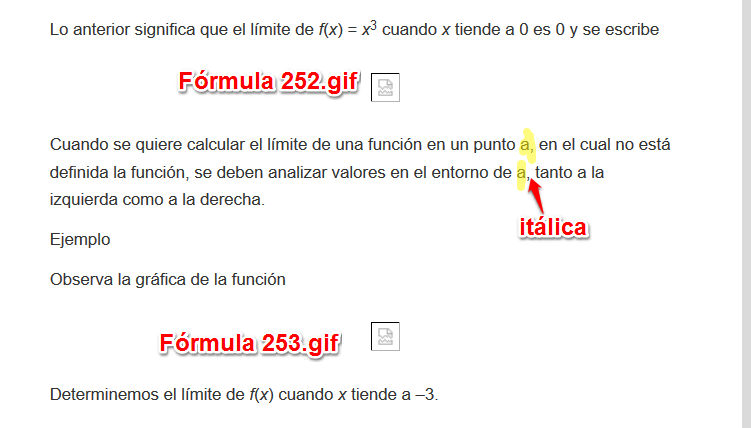 Lo anterior significa que el límite de f(x) = x³ cuando x tiende a 0 es 0 y se escribe
Fórmula 252.gif
Cuando se quiere calcular el límite de una función en un punto a, en el cual no está
definida la función, se deben analizar valores en el entorno de a, tanto a la
izquierda como a la derecha.
itálica
Ejemplo
Observa la gráfica de la función
Fórmula 253.gif
Determinemos el límite de f(x) cuando x tiende a –3.